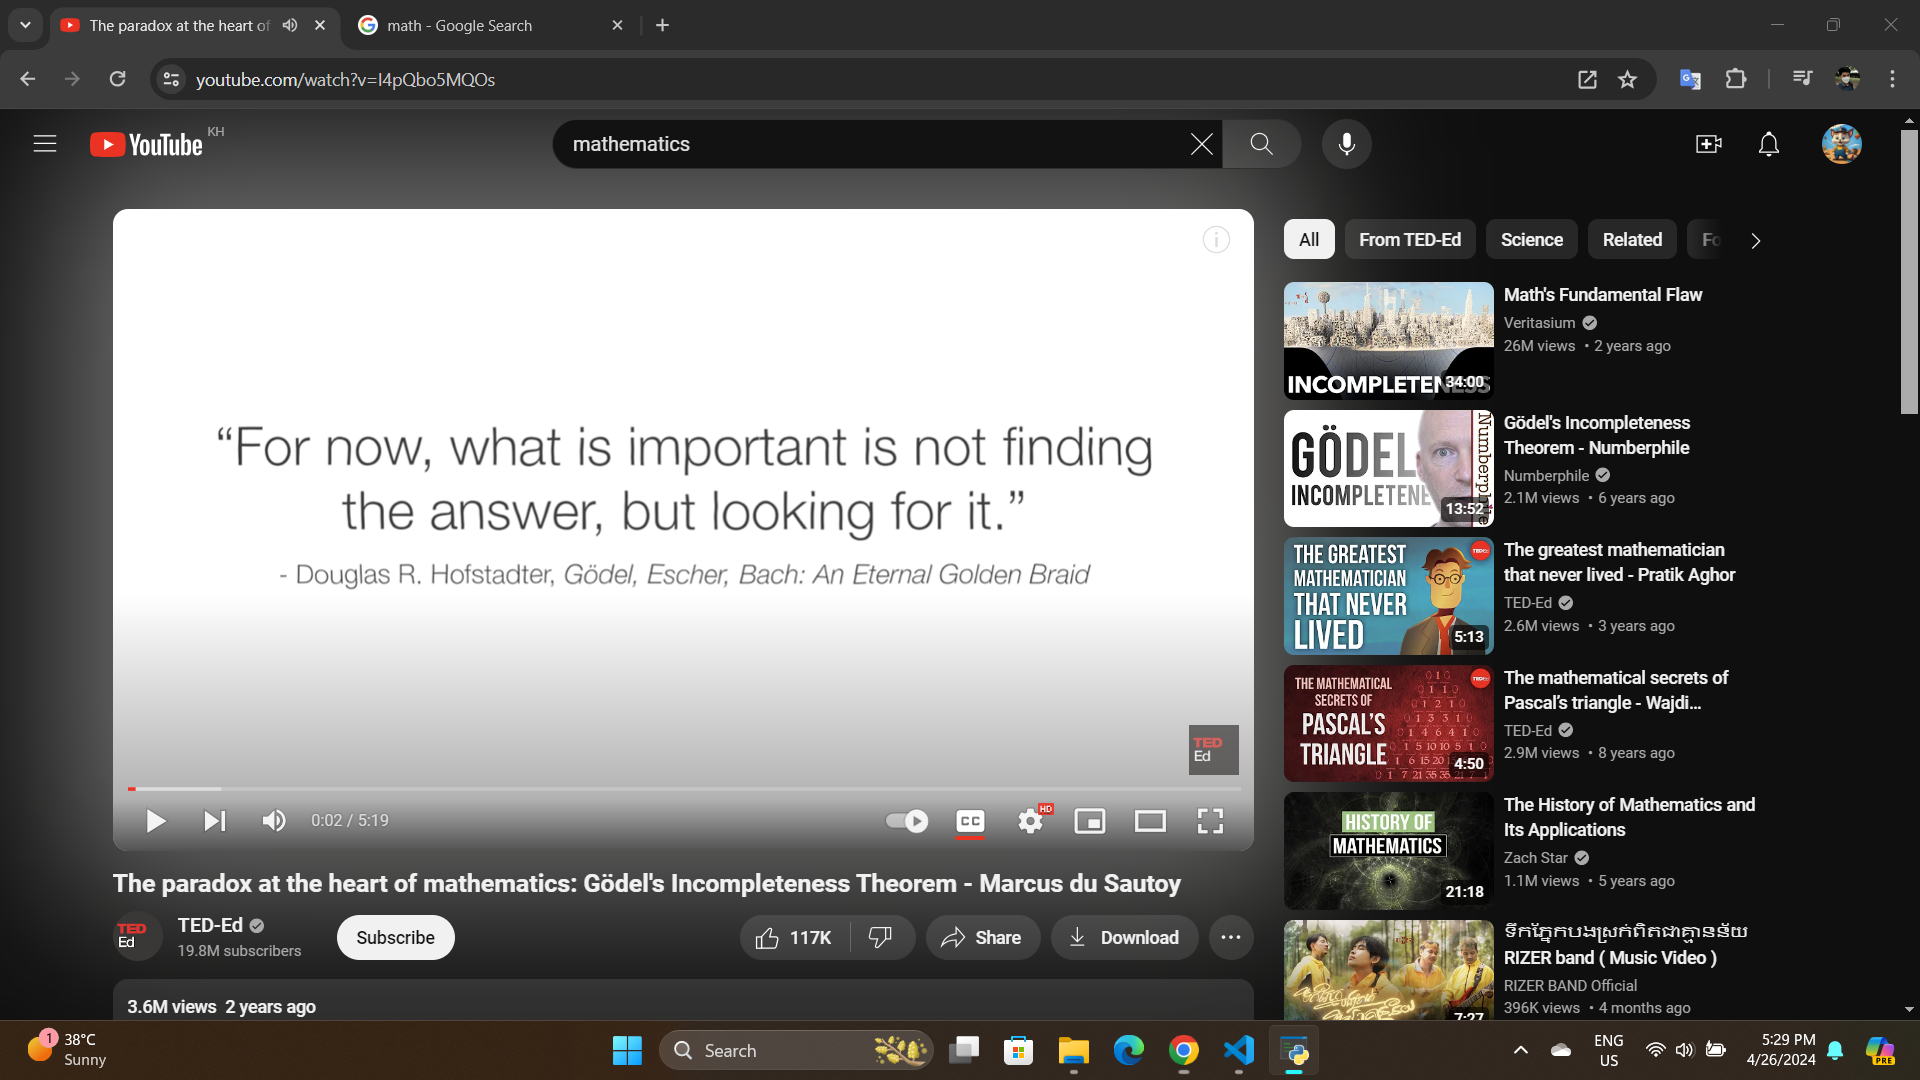 The paradox at the heart of
math - Google Search
youtube.com/watch?v=I4pQbo5MQOs
YouTube KH
mathematics
“For now, what is important is not finding
the answer, but looking for it.”
- Douglas R. Hofstadter, Gödel, Escher, Bach: An Eternal Golden Braid
TED
Ed
0:02 / 5:19
CC
HD
The paradox at the heart of mathematics: Gödel's Incompleteness Theorem - Marcus du Sautoy
TED
Ed
TED-Ed
19.8M subscribers
Subscribe
117K
Share
Download
3.6M views 2 years ago
All
From TED-Ed
Science
Related
Fo
INCOMPLETENESS
34:00
Math's Fundamental Flaw
Veritasium
26M views • 2 years ago
GÖDEL
INCOMPLETENE
Numberphile
13:52
Gödel's Incompleteness
Theorem - Numberphile
Numberphile
2.1M views • 6 years ago
THE GREATEST
MATHEMATICIAN
THAT NEVER
LIVED
5:13
The greatest mathematician
that never lived - Pratik Aghor
TED-Ed
2.6M views • 3 years ago
THE MATHEMATICAL
SECRETS OF
PASCAL'S
TRIANGLE
4:50
The mathematical secrets of
Pascal’s triangle - Wajdi...
TED-Ed
2.9M views • 8 years ago
HISTORY OF
MATHEMATICS
21:18
The History of Mathematics and
Its Applications
Zach Star
1.1M views • 5 years ago
7:27
ទឹកភ្នែកបងស្រក់ពិតជាគ្មានន័យ
RIZER band ( Music Video )
RIZER BAND Official
396K views • 4 months ago
1
38°C
Sunny
Search
ENG
US
5:29 PM
4/26/2024
PRE